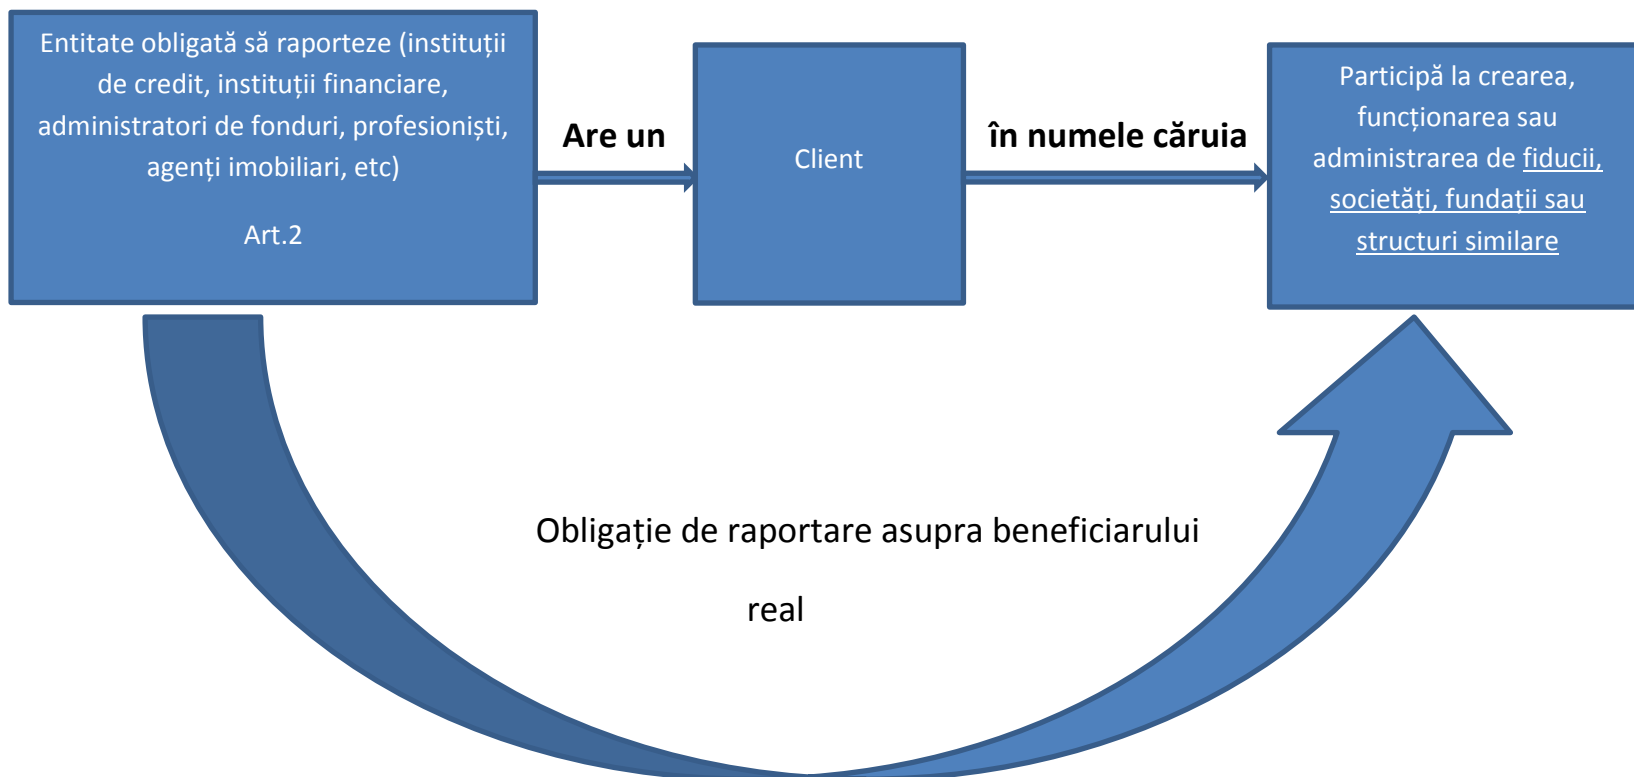 Entitate obligată să raporteze (instituții
de credit, instituții financiare,
administratori de fonduri, profesioniști,
agenți imobiliari, etc)
Art.2
Are un
Client
în numele căruia
Participă la crearea,
funcționarea sau
administrarea de fiducii,
societăți, fundații sau
structuri similare
Obligație de raportare asupra beneficiarului
real